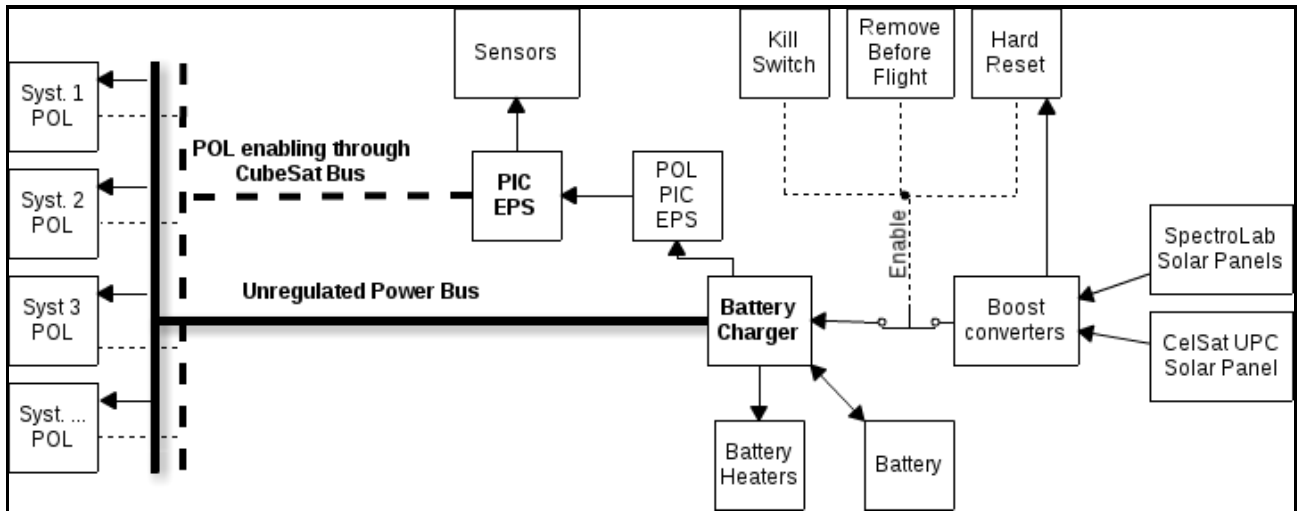 Sensors
Kill
Switch
Remove
Before
Flight
Hard
Reset
Syst. 1
POL
POL enabling through
CubeSat Bus
PIC
EPS
POL
PIC
EPS
Syst. 2
POL
Enable
SpectroLab
Solar Panels
Syst 3
POL
Unregulated Power Bus
Battery
Charger
Boost
converters
CelSat UPC
Solar Panel
Syst. ...
POL
Battery
Heaters
Battery